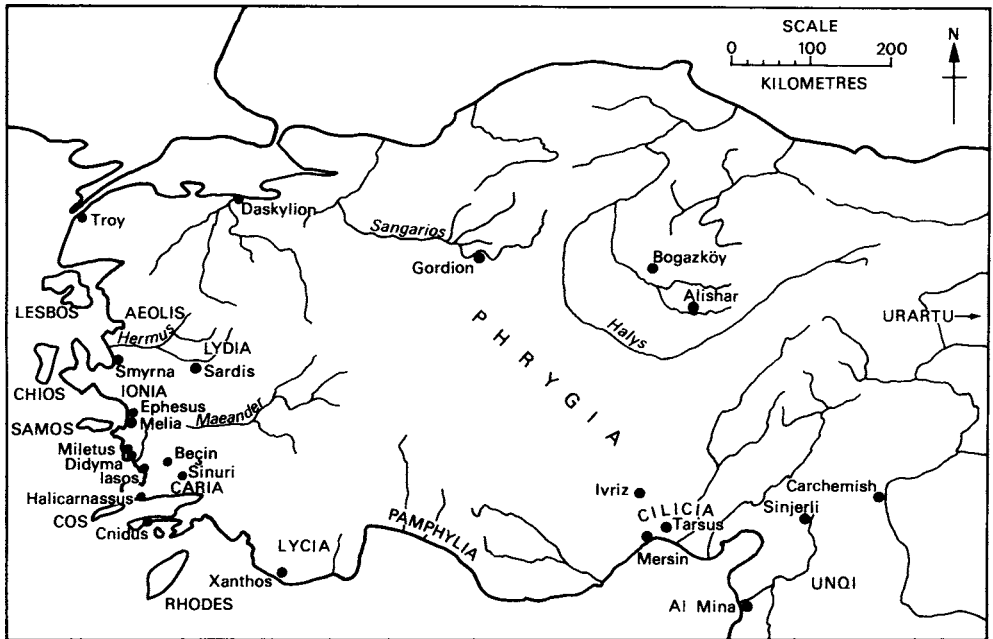 SCALE
0 100 200
KILOMETRES
N
Troy
Daskylion
Sangarios
Gordion
Bogazköy
Alishar
Halys
URARTU
LESBOS
AEOLIS
Hermus
LYDIA
Smyrna
Sardis
CHIOS
IONIA
Ephesus
Melia
SAMOS
Maeander
Miletus
Didyma
Iasos
Beçin
Sinuri
CARIA
Halicarnassus
COS
Cnidus
PHRYGIA
Ivriz
CILICIA
Tarsus
Mersin
Sinjerli
Carchemish
PAMPHYLIA
LYCIA
Xanthos
RHODES
UNQI
Al Mina